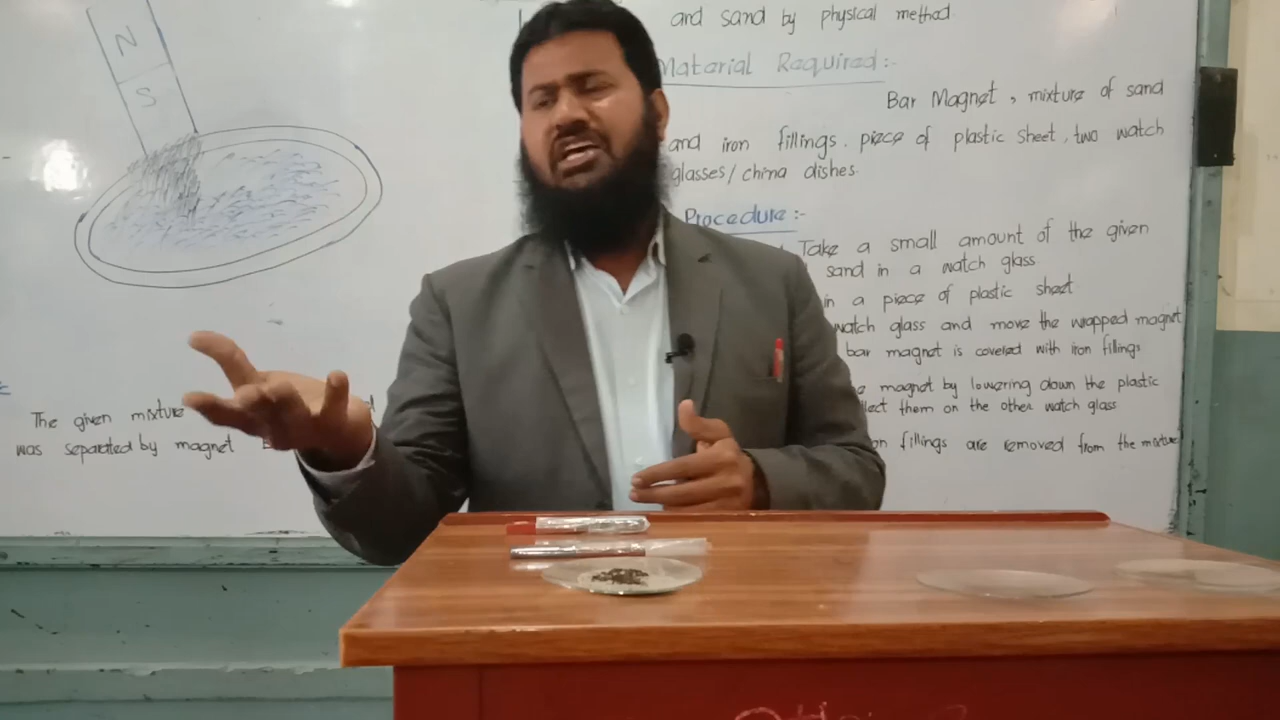 N
S
and sand by physical method
Material Required:-
Bar Magnet, mixture of sand
and iron fillings. piece of plastic sheet, two watch
glasses/ china dishes.
Procedure:-
Take a small amount of the given
sand in a watch glass
in a piece of plastic sheet
watch glass and move the wrapped magnet
bar magnet is covered with iron fillings
magnet by lowering down the plastic
them on the other watch glass
fillings are removed from the mixture
The given mixture
was separated by magnet